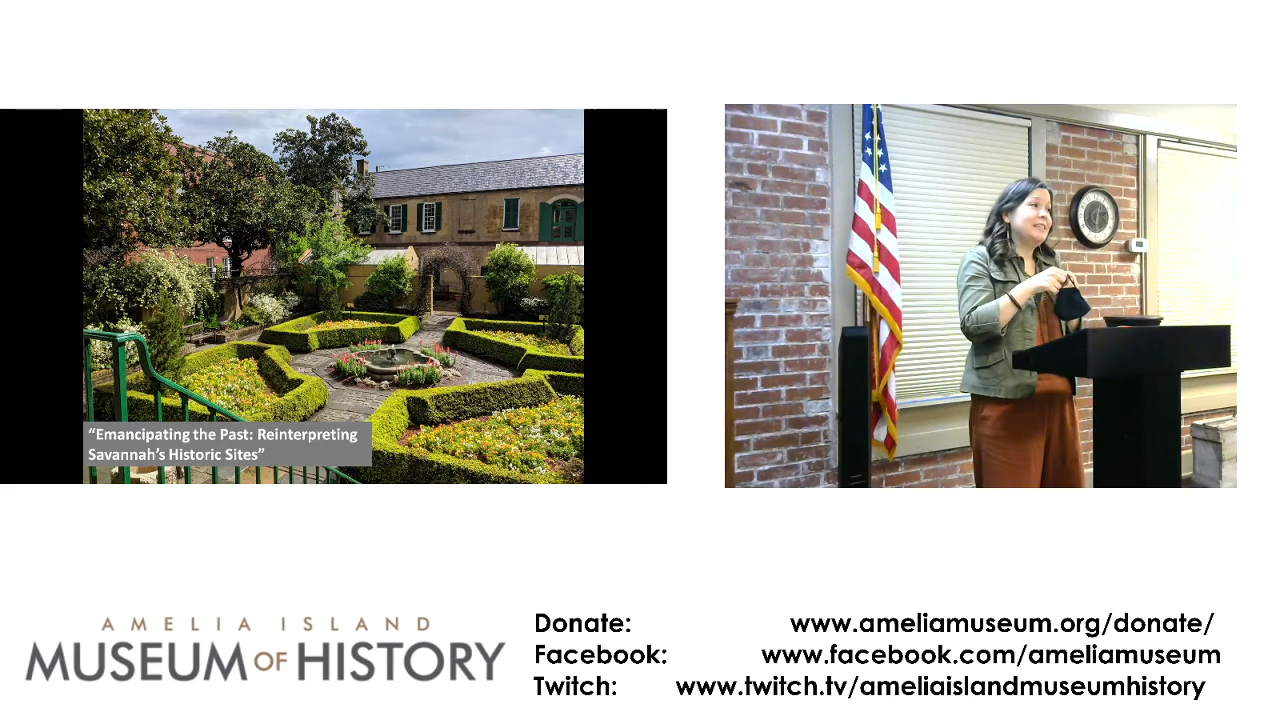 “Emancipating the Past: Reinterpreting
Savannah’s Historic Sites”
AMELIA ISLAND
MUSEUM OF HISTORY
Donate: www.ameliamuseum.org/donate/
Facebook: www.facebook.com/ameliamuseum
Twitch: www.twitch.tv/ameliaislandmuseumhistory